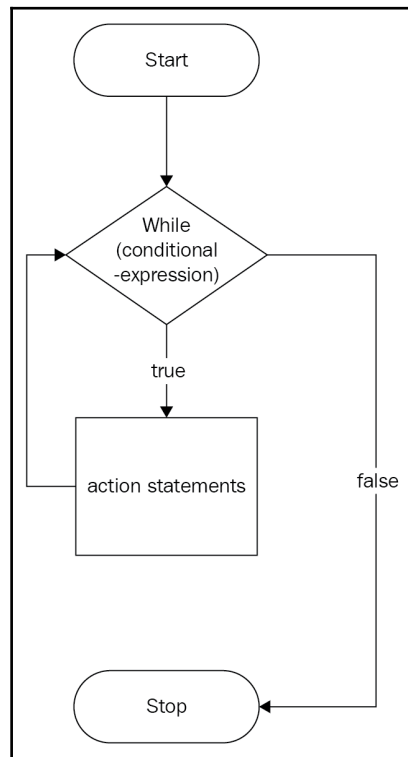 Start
While
(conditional
-expression)
true
action statements
false
Stop